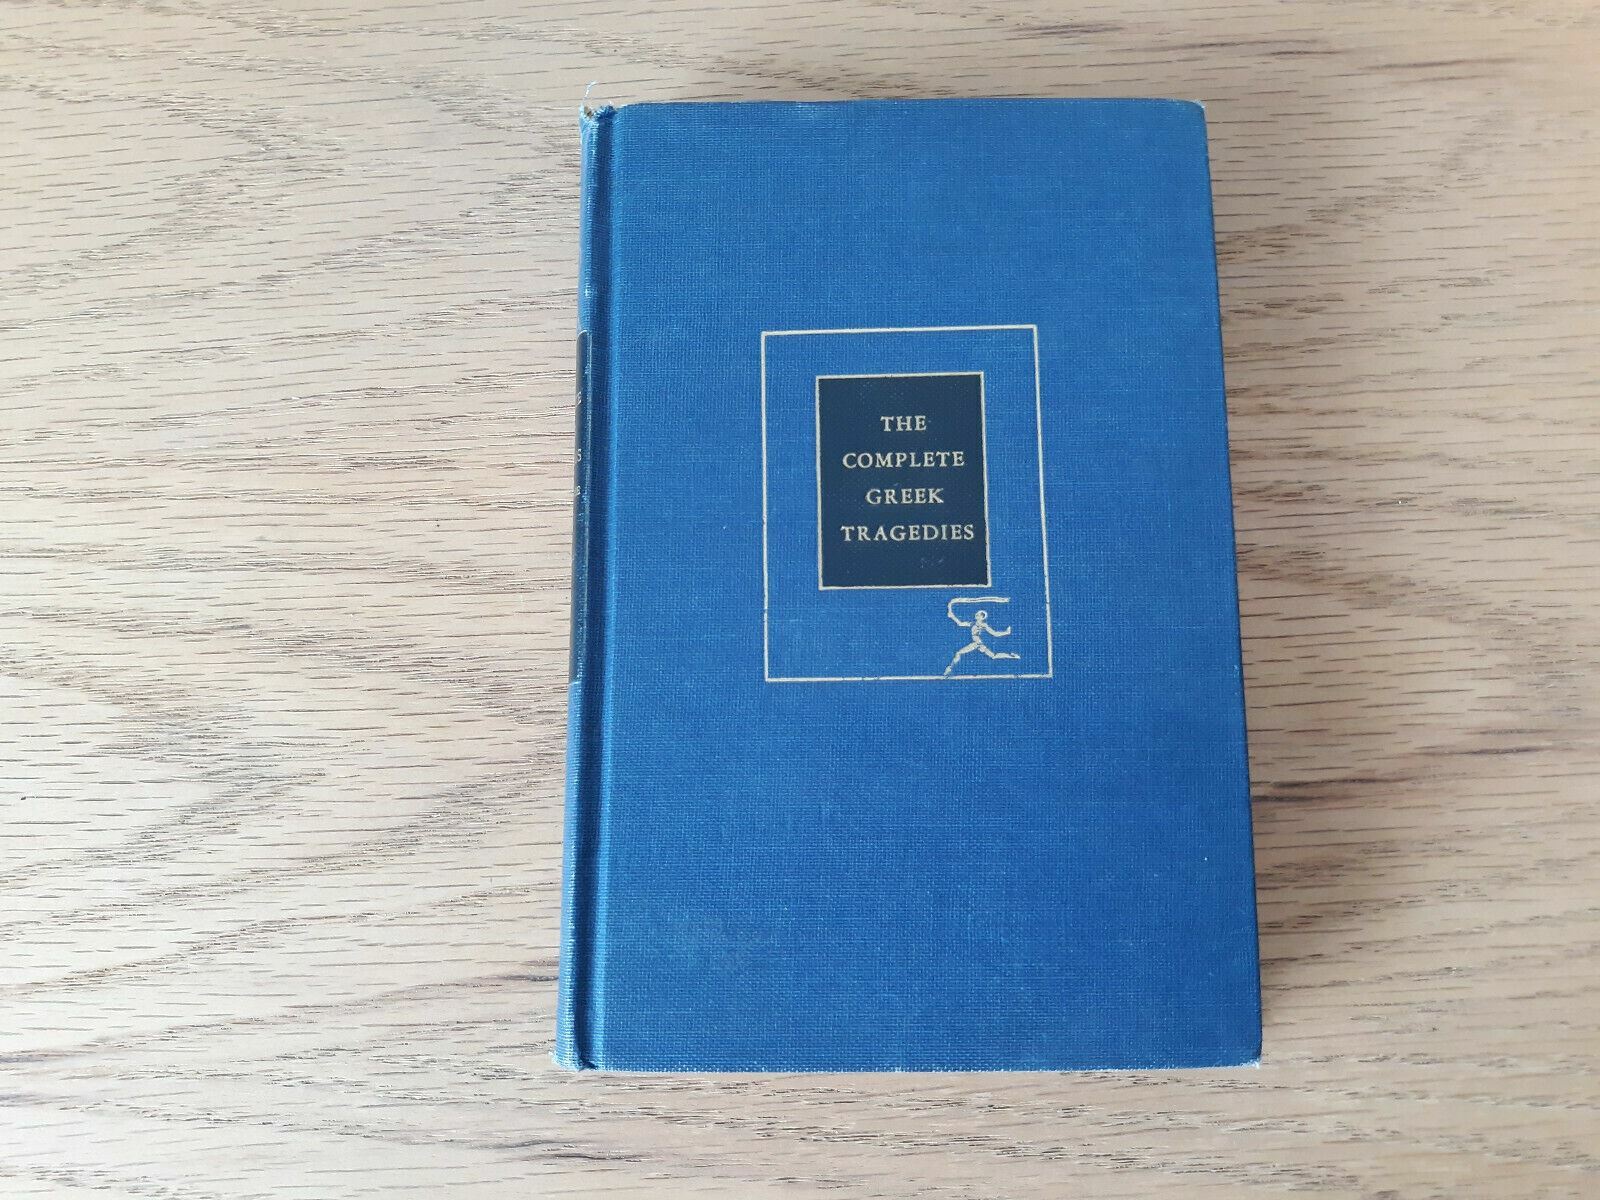 THE
COMPLETE
GREEK
TRAGEDIES